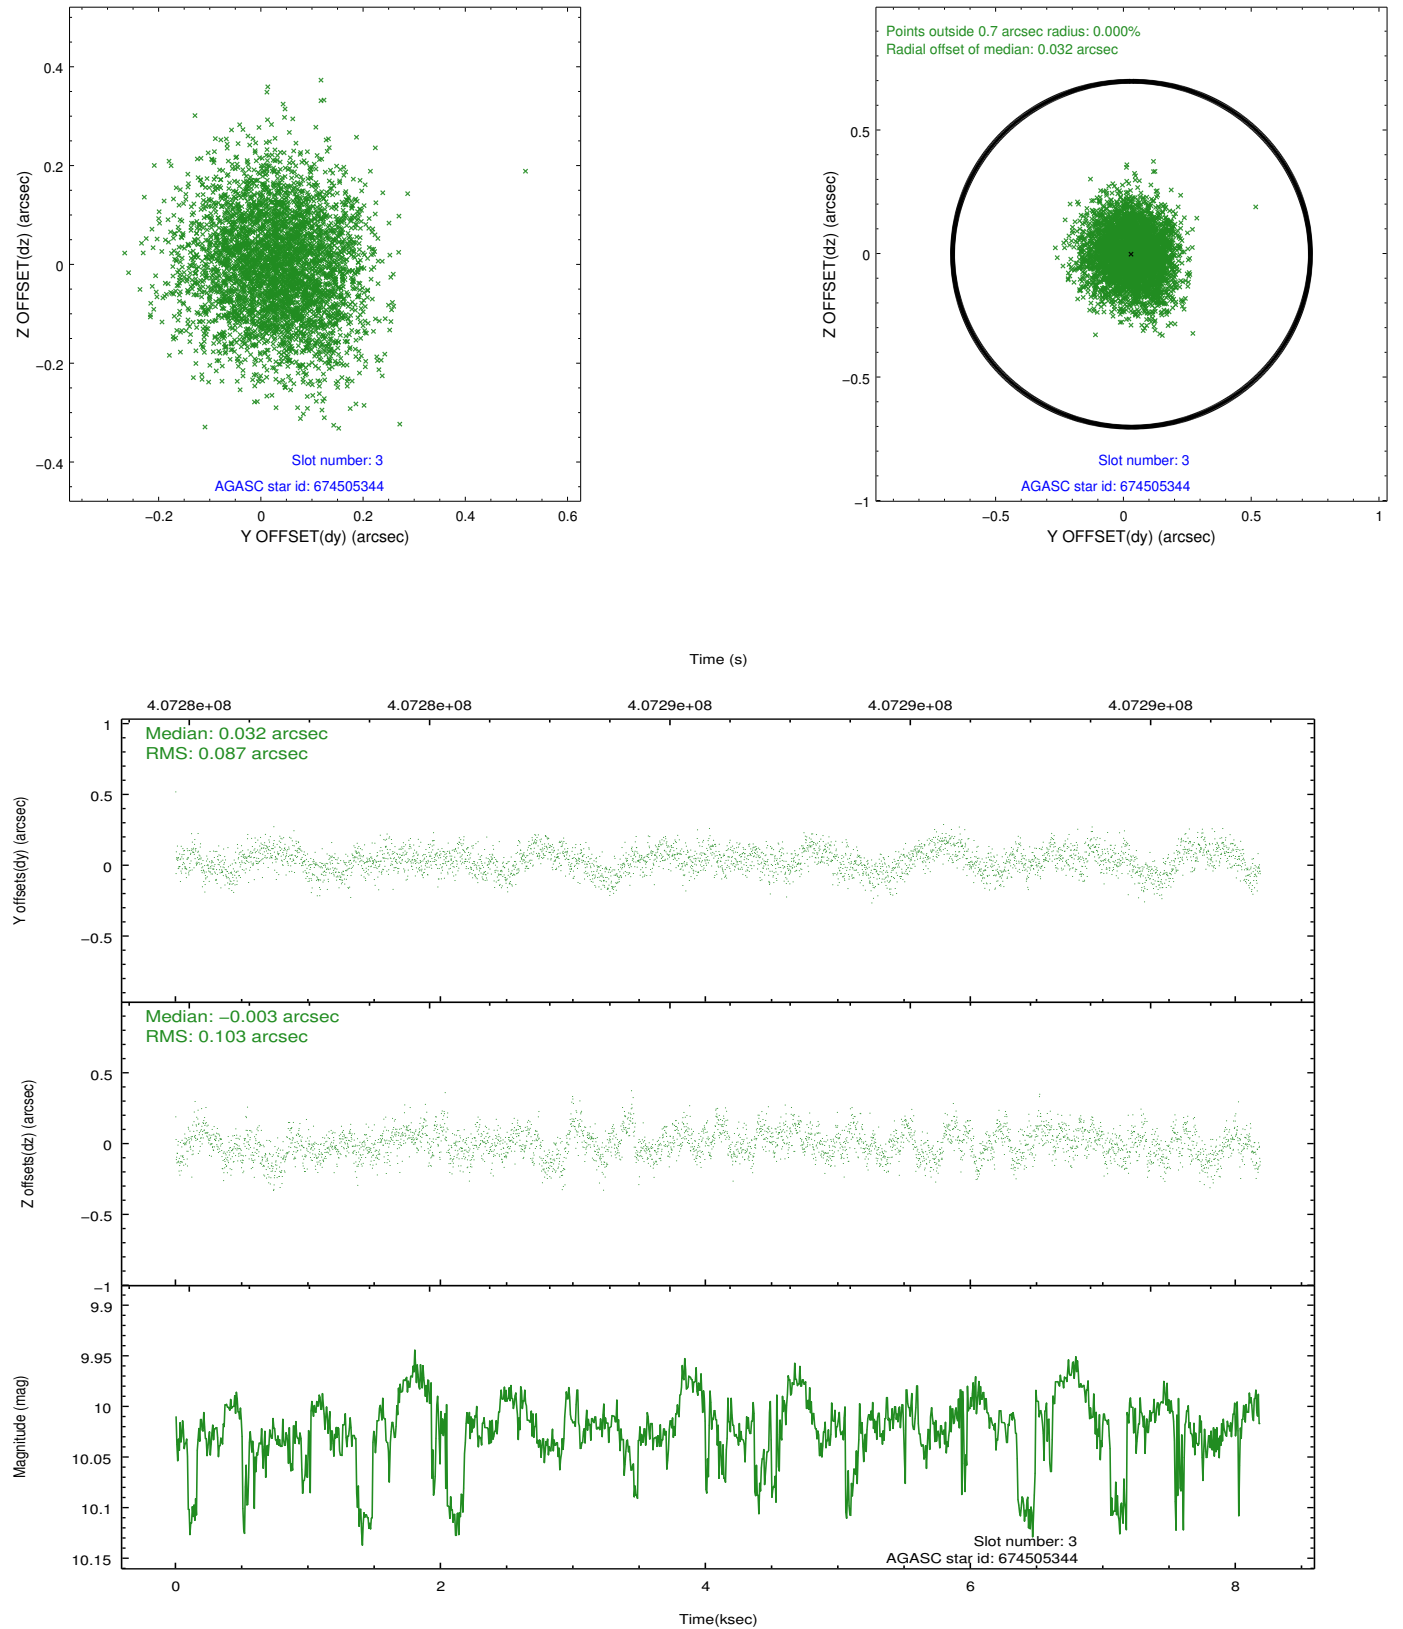 0.4
0.2
0
−0.2
−0.4
Z OFFSET(dz) (arcsec)
Slot number: 3
AGASC star id: 674505344
−0.2 0 0.2 0.4 0.6
Y OFFSET(dy) (arcsec)
Points outside 0.7 arcsec radius: 0.000%
Radial offset of median: 0.032 arcsec
0.5
0
−0.5
−1
Z OFFSET(dz) (arcsec)
Slot number: 3
AGASC star id: 674505344
−0.5 0 0.5 1
Y OFFSET(dy) (arcsec)
Time (s)
4.0728e+08 4.0728e+08 4.0729e+08 4.0729e+08 4.0729e+08
1
0.5
0
−0.5
Y offsets(dy) (arcsec)
Median: 0.032 arcsec
RMS: 0.087 arcsec
0.5
0
−0.5
−1
Z offsets(dz) (arcsec)
Median: −0.003 arcsec
RMS: 0.103 arcsec
9.9
9.95
10
10.05
10.1
10.15
Magnitude (mag)
Slot number: 3
AGASC star id: 674505344
0 2 4 6 8
Time(ksec)